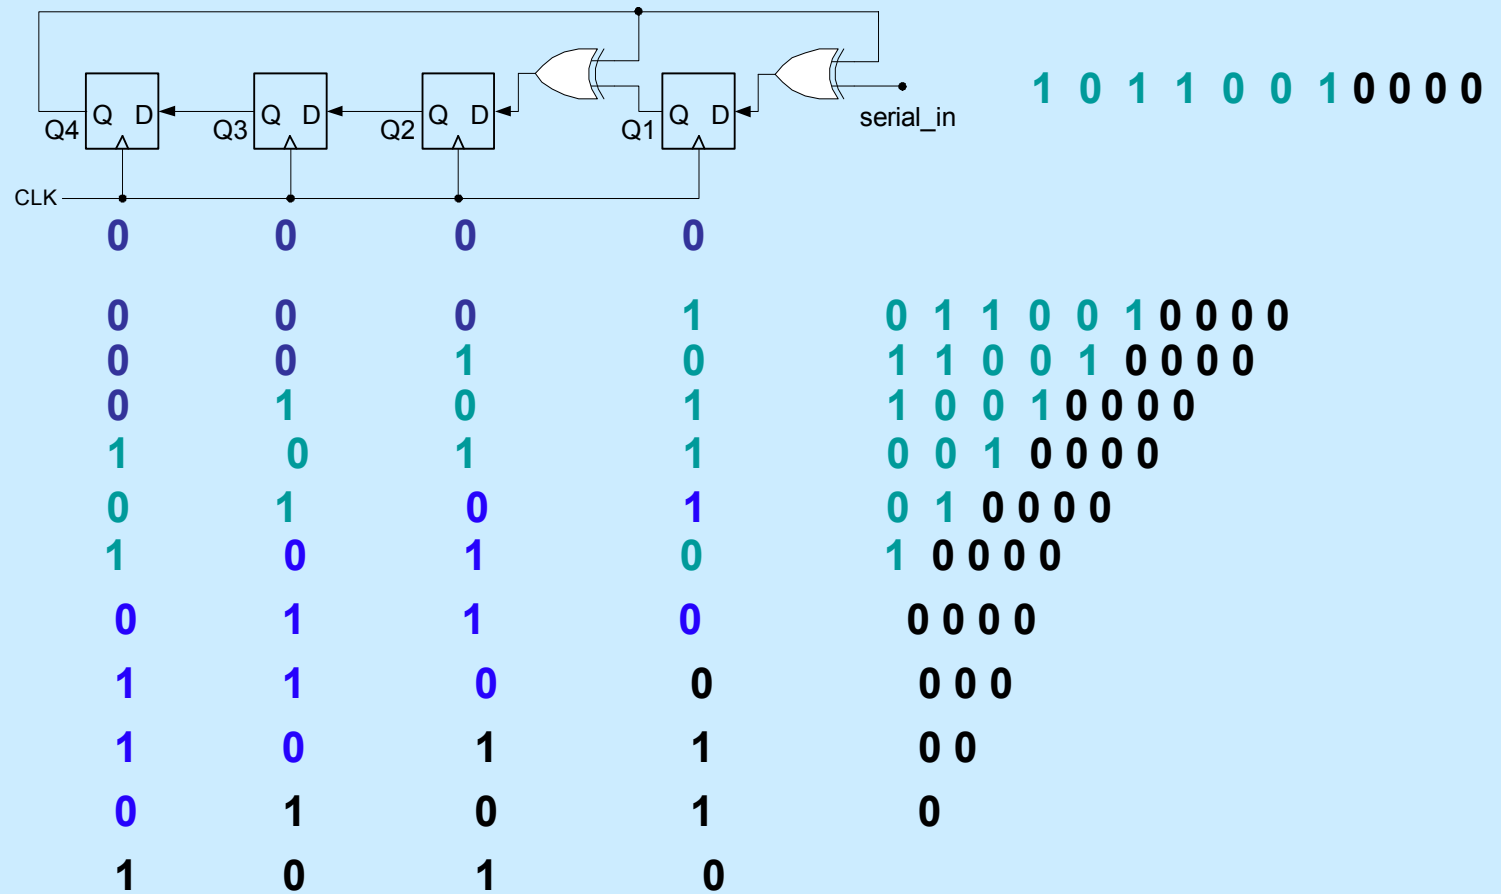 1 0 1 1 0 0 1 0 0 0 0
Q D Q D Q D Q D
Q4 Q3 Q2 Q1 serial_in
CLK
0 0 0 0
0 0 0 1 0 1 1 0 0 1 0 0 0 0
0 0 1 0 1 1 0 0 1 0 0 0 0
0 1 0 1 1 0 0 1 0 0 0 0
1 0 1 1 0 0 1 0 0 0 0
0 1 0 1 0 1 0 0 0 0
1 0 1 0 1 0 0 0 0
0 1 1 0 0 0 0 0
1 1 0 0 0 0 0
1 0 1 1 0 0
0 1 0 1 0
1 0 1 0